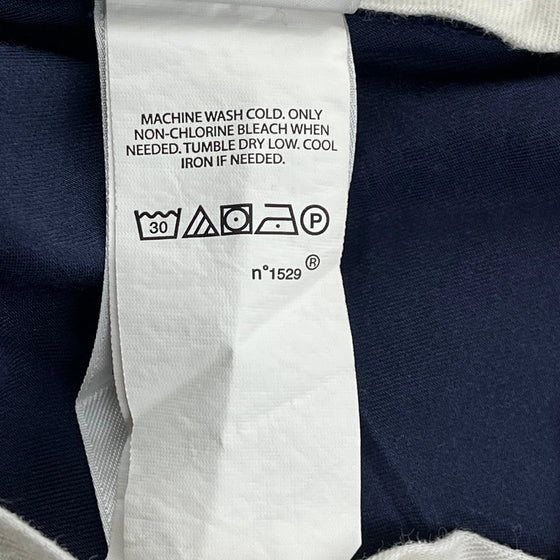 MACHINE WASH COLD. ONLY
NON-CHLORINE BLEACH WHEN
NEEDED. TUMBLE DRY LOW. COOL
IRON IF NEEDED.
30 P
n°1529 ®